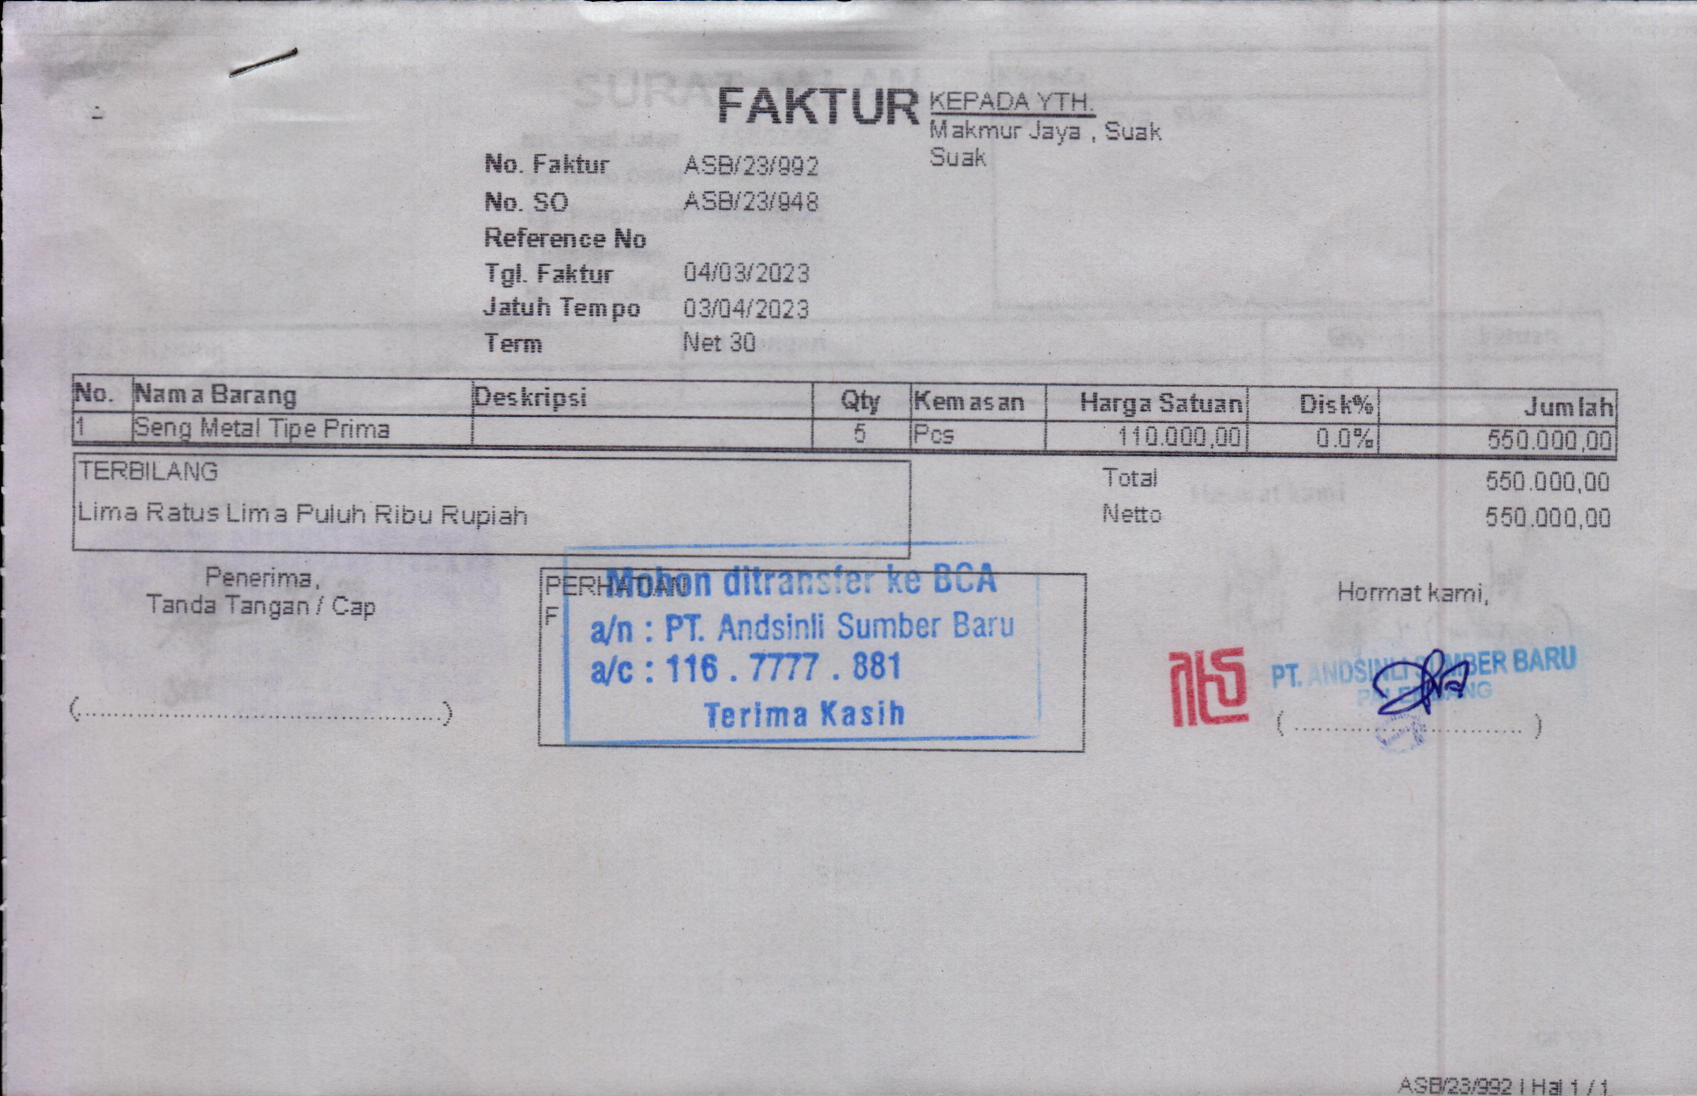 FAKTUR
KEPADA YTH.
Makmur Jaya , Suak
Suak
No. Faktur ASB/23/992
No. SO ASB/23/948
Reference No
Tgl. Faktur 04/03/2023
Jatuh Tempo 03/04/2023
Term Net 30
No. Nama Barang Deskripsi Qty Kemasan Harga Satuan Disk% Jumlah
1 Seng Metal Tipe Prima 5 Pcs 110.000,00 0.0% 550.000,00
TERBILANG
Lima Ratus Lima Puluh Ribu Rupiah
Total 550.000,00
Netto 550.000,00
Penerima,
Tanda Tangan / Cap
(..............................................)
PERHATIAN
F
Mohon ditransfer ke BCA
a/n : PT. Andsinli Sumber Baru
a/c : 116 . 7777 . 881
Terima Kasih
Hormat kami,
PT. ANDSINLI SUMBER BARU
PALEMBANG
( .............................. )
ASB/23/992 | Hal 1 / 1